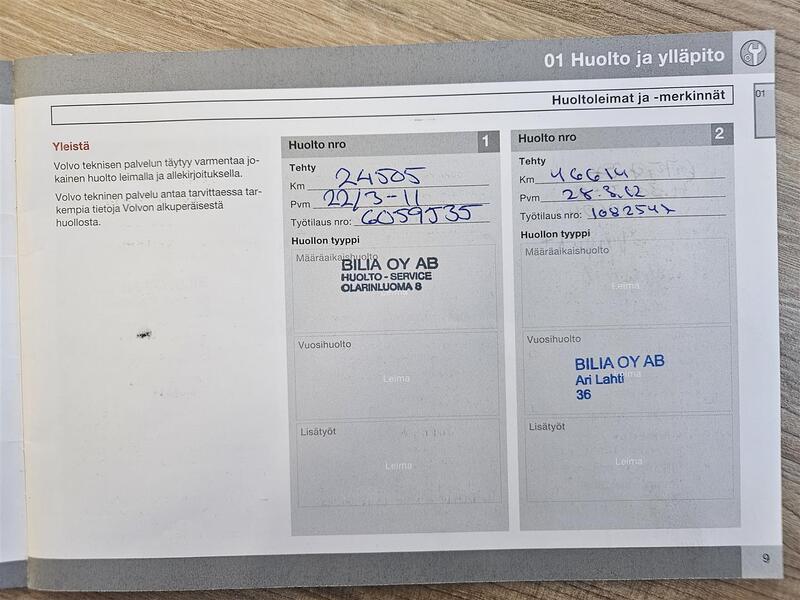 01 Huolto ja ylläpito
Huoltoleimat ja -merkinnät
01
Yleistä
Volvo teknisen palvelun täytyy varmentaa jo-
kainen huolto leimalla ja allekirjoituksella.
Volvo tekninen palvelu antaa tarvittaessa tar-
kempia tietoja Volvon alkuperäisestä
huollosta.
Huolto nro 1
Tehty
Km 24505
Pvm 22/3-11
Työtilaus nro: 6059535
Huollon tyyppi
Määräaikaishuolto
BILIA OY AB
HUOLTO - SERVICE
OLARINLUOMA 8
Vuosihuolto
Leima
Lisätyöt
Leima
Huolto nro 2
Tehty
Km 46614
Pvm 28.3.12
Työtilaus nro:
Huollon tyyppi
Määräaikaishuolto
Leima
Vuosihuolto
BILIA OY AB
Ari Lahti
36
Lisätyöt
Leima
9